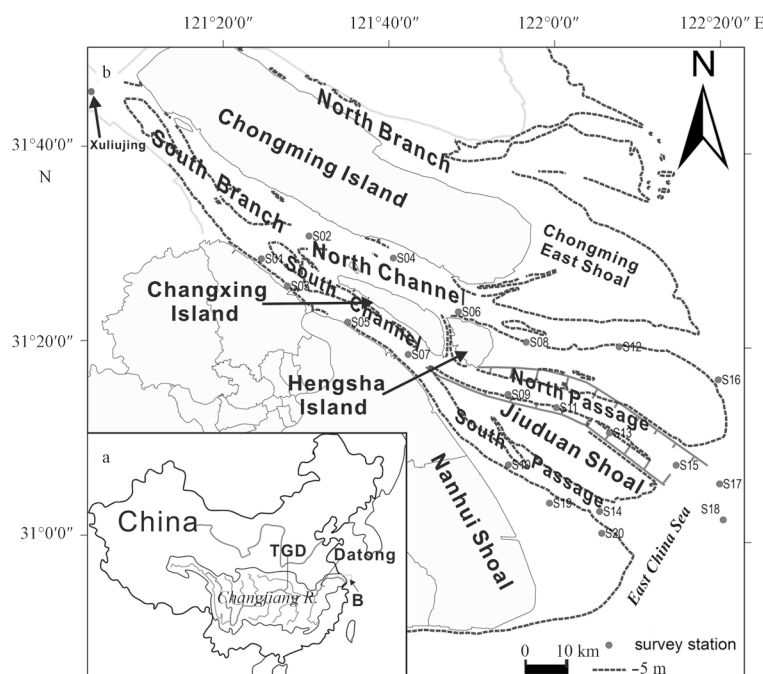 121°20′0″
121°40′0″
122°0′0″
122°20′0″ E
b
N
North Branch
31°40′0″
N
Xuliujing
Chongming Island
South Branch
S02
Chongming
East Shoal
S04
S01
North Channel
South Channel
S03
Changxing
Island
S06
S05
31°20′0″
S08
S12
S07
Hengsha
Island
S16
North Passage
S09
S11
Jiuduan Shoal
S13
South Passage
a
S15
S17
Nanhui Shoal
S19
S14
S18
China
31°0′0″
S20
East China Sea
TGD
Datong
Changjiang R.
B
0
10 km
survey station
−5 m